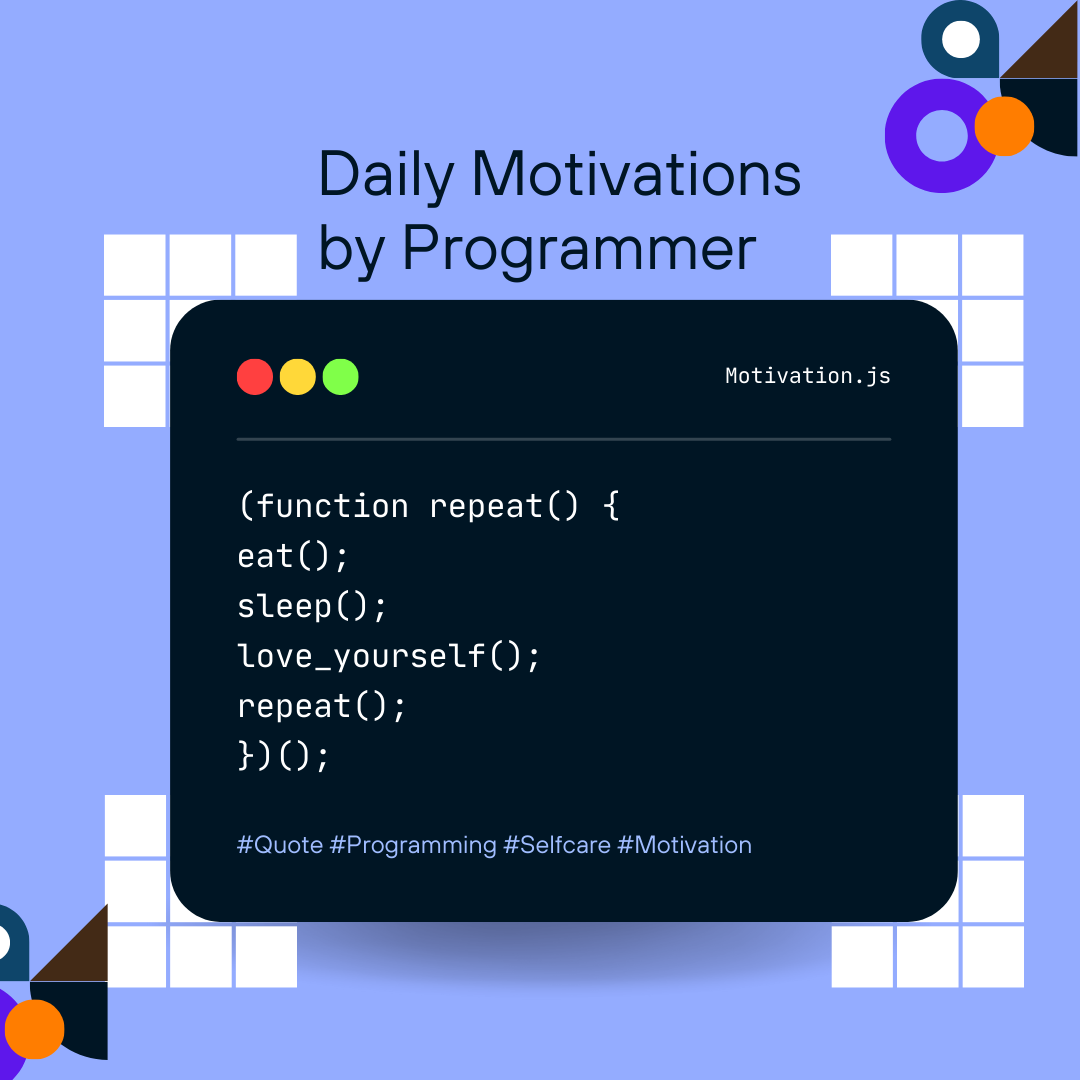 Daily Motivations
by Programmer
Motivation.js
(function repeat() {
eat();
sleep();
love_yourself();
repeat();
})();
#Quote #Programming #Selfcare #Motivation